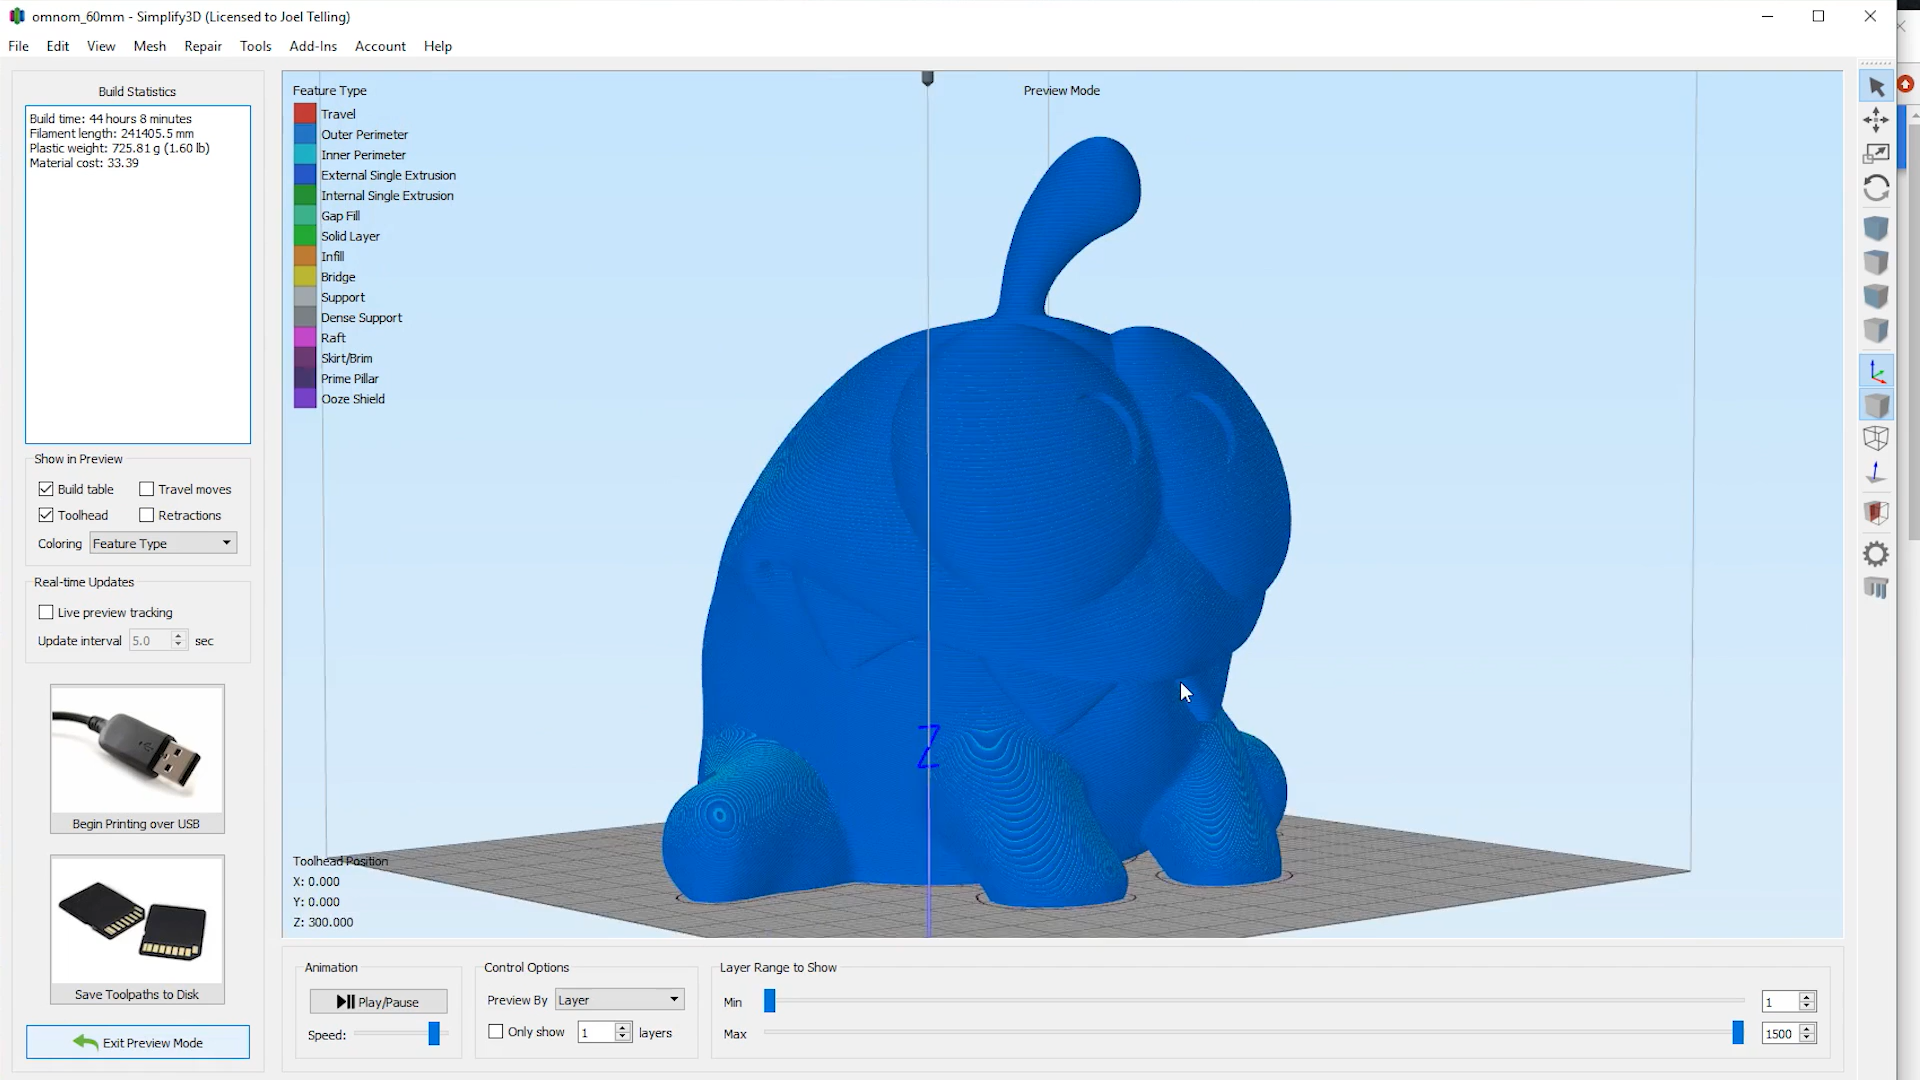 omnom_60mm - Simplify3D (Licensed to Joel Telling)
File Edit View Mesh Repair Tools Add-Ins Account Help
Build Statistics
Build time: 44 hours 8 minutes
Filament length: 241405.5 mm
Plastic weight: 725.81 g (1.60 lb)
Material cost: 33.39
Show in Preview
Build table Travel moves
Toolhead Retractions
Coloring Feature Type
Real-time Updates
Live preview tracking
Update interval 5.0 sec
Begin Printing over USB
Save Toolpaths to Disk
Exit Preview Mode
Feature Type
Travel
Outer Perimeter
Inner Perimeter
External Single Extrusion
Internal Single Extrusion
Gap Fill
Solid Layer
Infill
Bridge
Support
Dense Support
Raft
Skirt/Brim
Prime Pillar
Ooze Shield
Preview Mode
Z
Toolhead Position
X: 0.000
Y: 0.000
Z: 300.000
Animation
Play/Pause
Speed:
Control Options
Preview By Layer
Only show 1 layers
Layer Range to Show
Min 1
Max 1500